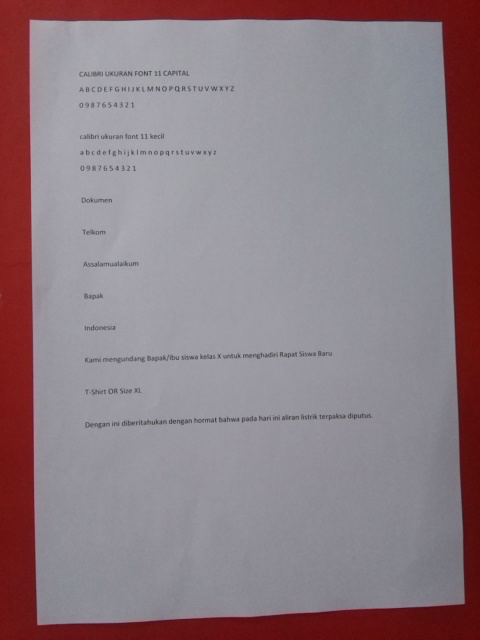 CALIBRI UKURAN FONT 11 CAPITAL
A B C D E F G H I J K L M N O P Q R S T U V W X Y Z
0 9 8 7 6 5 4 3 2 1
calibri ukuran font 11 kecil
a b c d e f g h i j k l m n o p q r s t u v w x y z
0 9 8 7 6 5 4 3 2 1
Dokumen
Telkom
Assalamualaikum
Bapak
Indonesia
Kami mengundang Bapak/Ibu siswa kelas X untuk menghadiri Rapat Siswa Baru.
T-Shirt OR Size XL
Dengan ini diberitahukan dengan hormat bahwa pada hari ini aliran listrik terpaksa diputus.